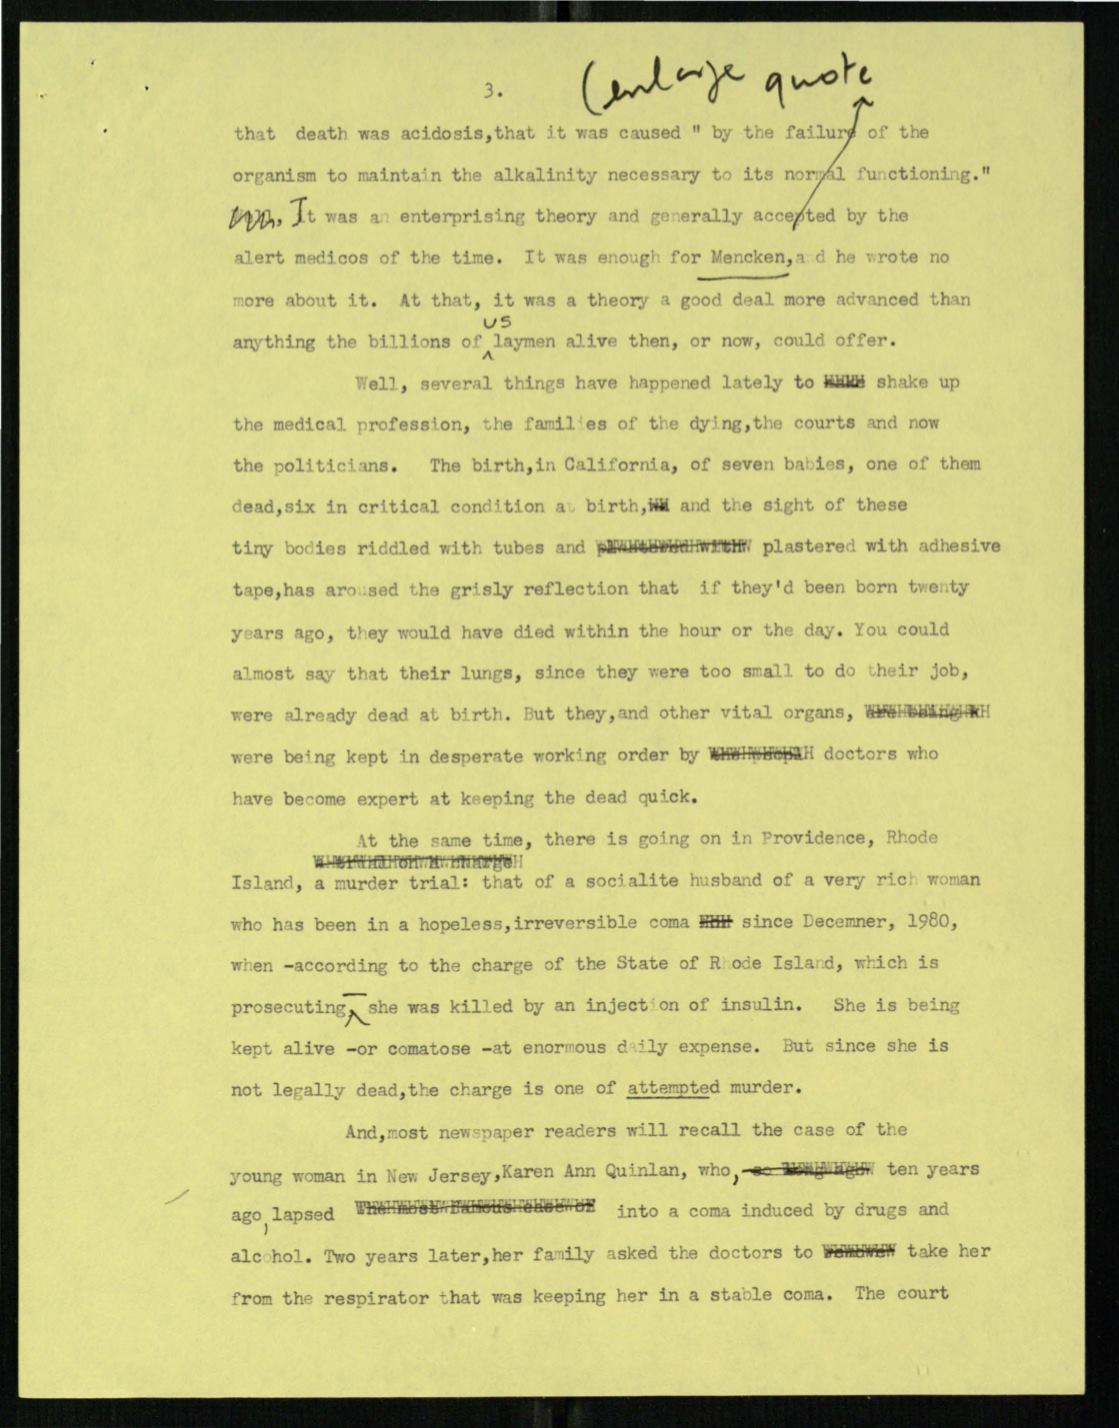 3.
(enlarge quote
that death was acidosis,that it was caused " by the failure of the
organism to maintain the alkalinity necessary to its normal functioning."
It was an enterprising theory and generally accepted by the
alert medicos of the time. It was enough for Mencken,and he wrote no
more about it. At that, it was a theory a good deal more advanced than
us
anything the billions of laymen alive then, or now, could offer.
Well, several things have happened lately to shake up
the medical profession, the families of the dying,the courts and now
the politicians. The birth,in California, of seven babies, one of them
dead,six in critical condition at birth, and the sight of these
tiny bodies riddled with tubes and plastered with adhesive
tape,has aroused the grisly reflection that if they'd been born twenty
years ago, they would have died within the hour or the day. You could
almost say that their lungs, since they were too small to do their job,
were already dead at birth. But they,and other vital organs,
were being kept in desperate working order by doctors who
have become expert at keeping the dead quick.
At the same time, there is going on in Providence, Rhode
Island, a murder trial: that of a socialite husband of a very rich woman
who has been in a hopeless,irreversible coma since Decemner, 1980,
when -according to the charge of the State of Rhode Island, which is
prosecuting - she was killed by an injection of insulin. She is being
kept alive -or comatose -at enormous daily expense. But since she is
not legally dead,the charge is one of attempted murder.
And,most newspaper readers will recall the case of the
young woman in New Jersey,Karen Ann Quinlan, who, ten years
ago, lapsed into a coma induced by drugs and
alcohol. Two years later,her family asked the doctors to take her
from the respirator that was keeping her in a stable coma. The court